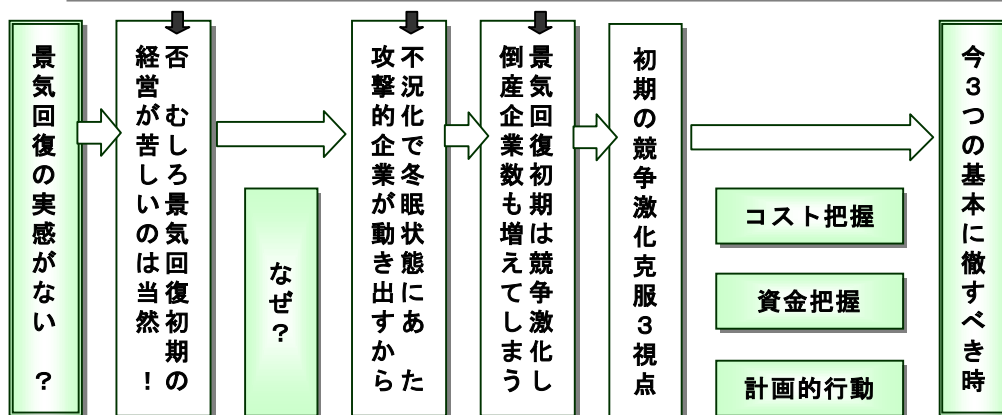 景気回復の実感がない　？
否　むしろ景気回復初期の
経営が苦しいのは当然　！
なぜ？
不況化で冬眠状態にあ　た
攻撃的企業が動き出すから
景気回復初期は競争激化し
倒産企業数も増えてしまう
初期の競争激化克服３視点
コスト把握
資金把握
計画的行動
今３つの基本に徹すべき時